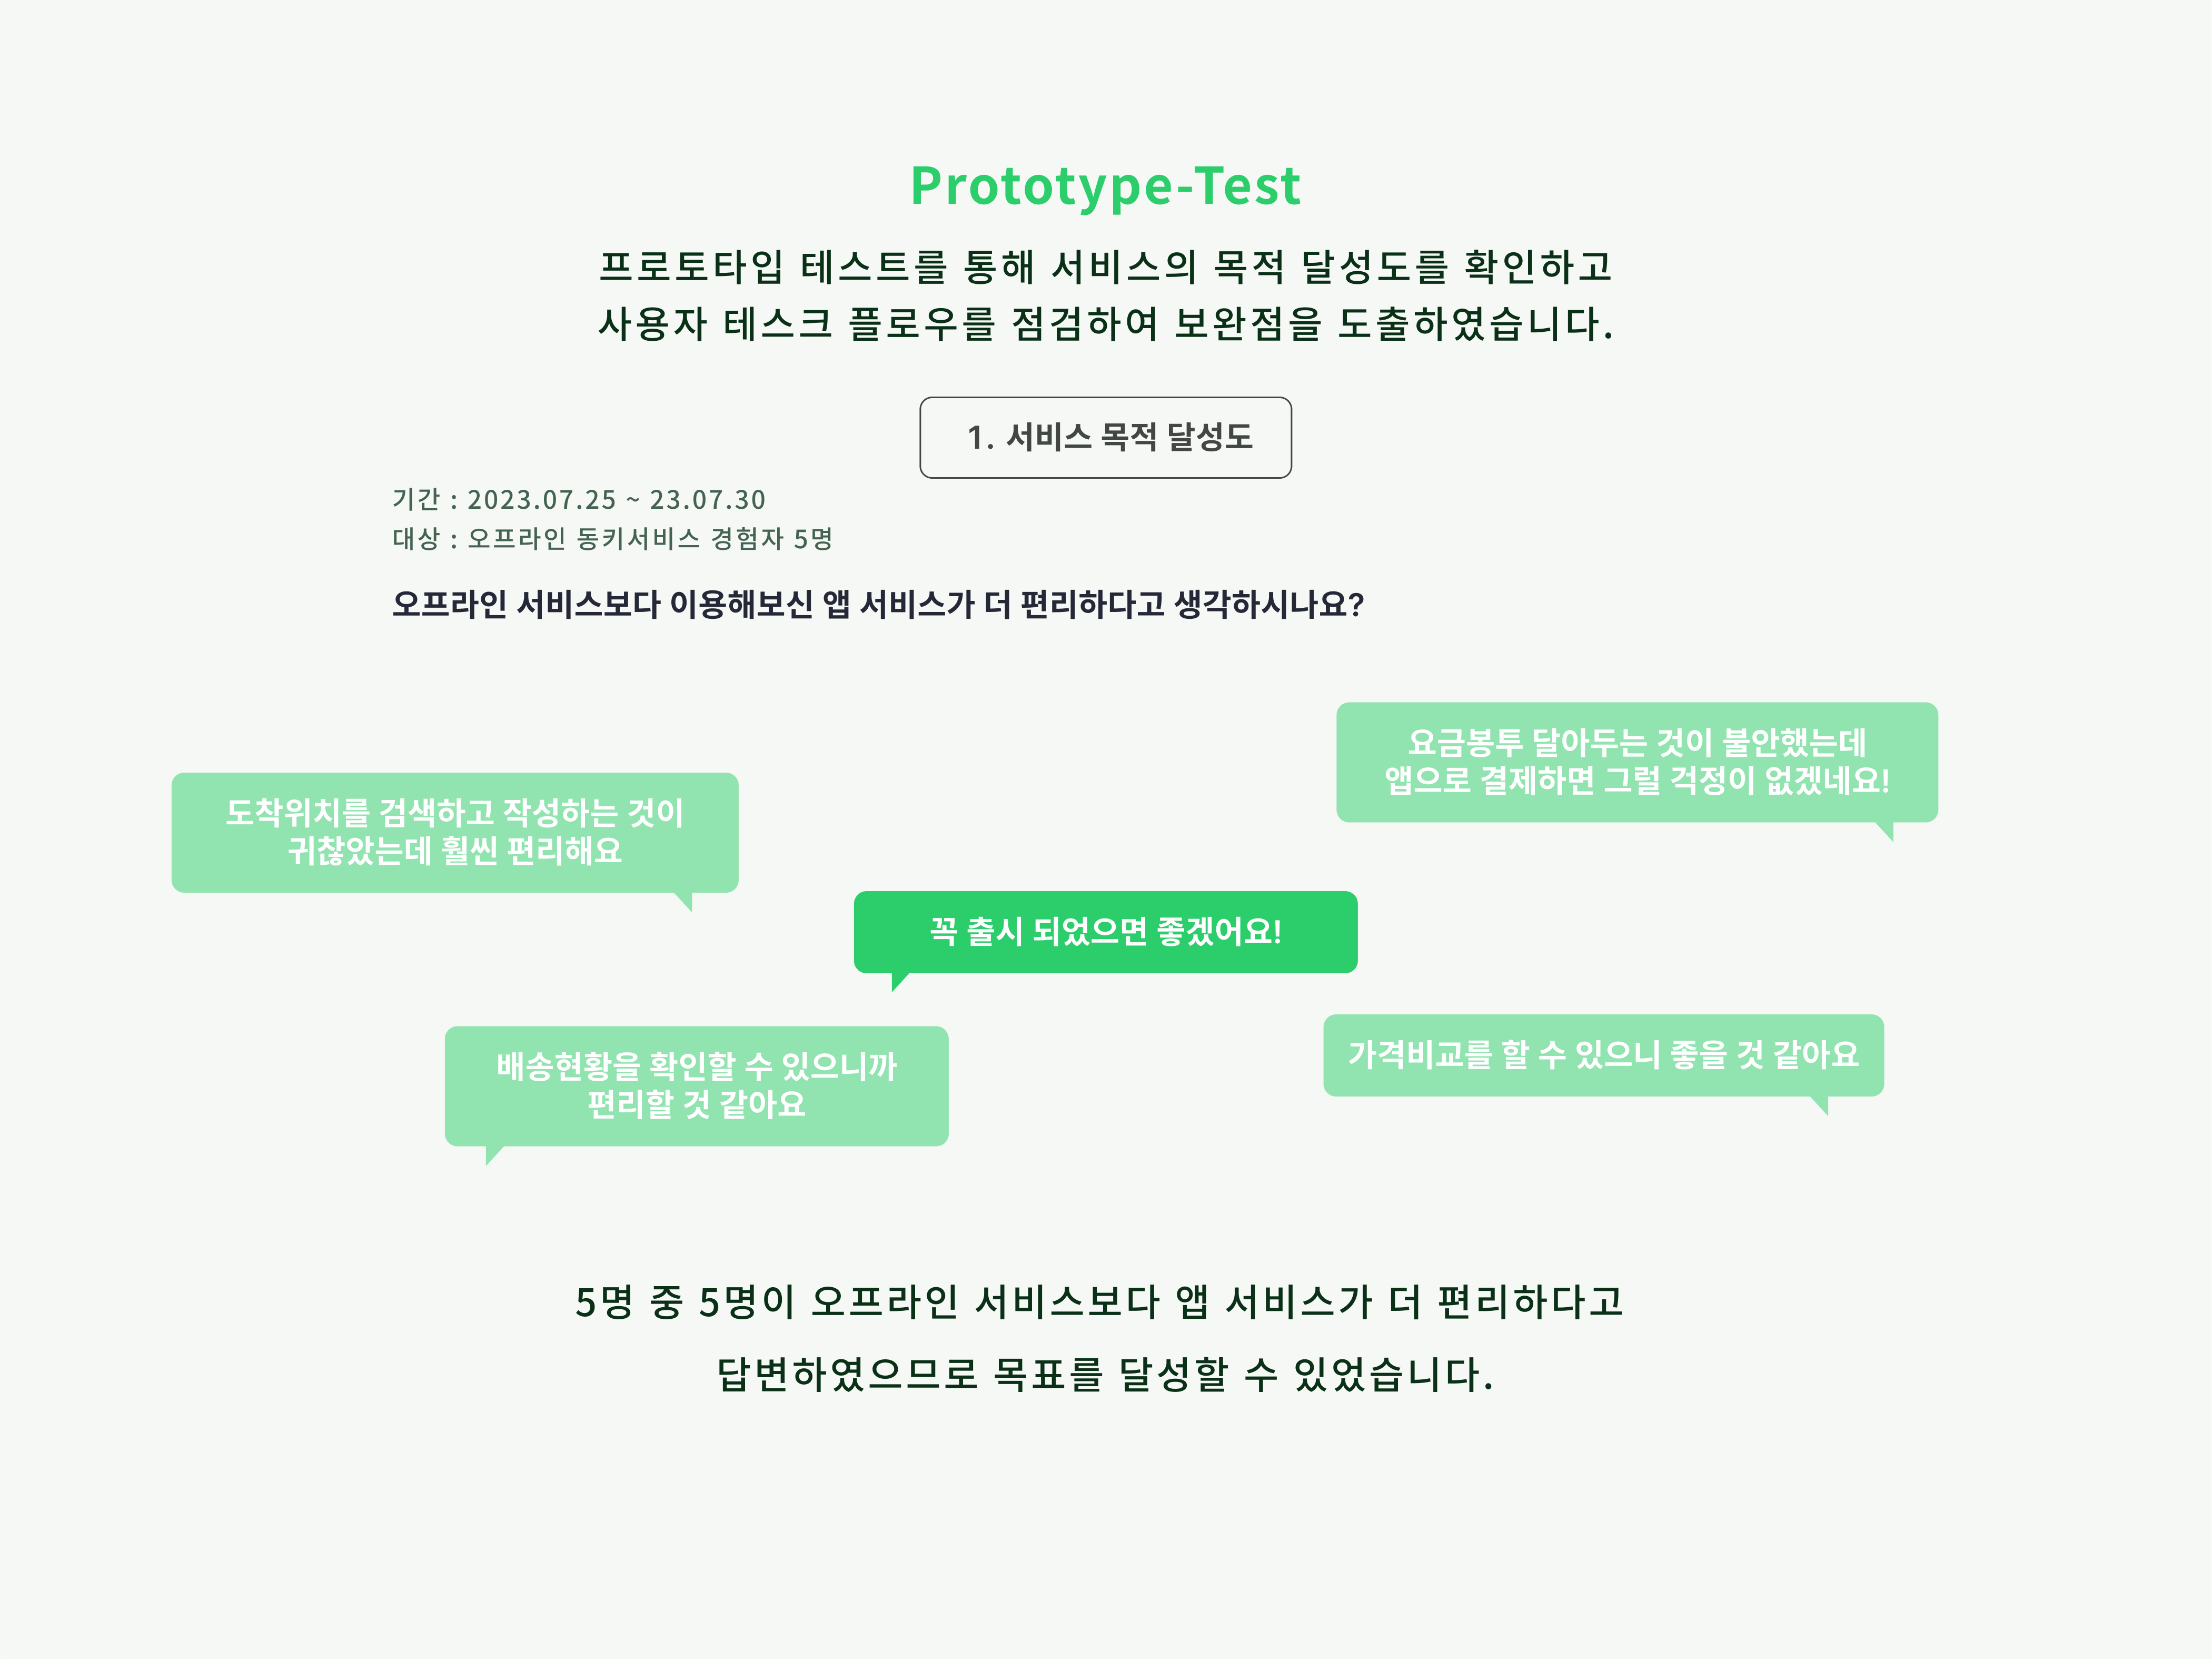 Prototype-Test
프로토타입 테스트를 통해 서비스의 목적 달성도를 확인하고
사용자 테스크 플로우를 점검하여 보완점을 도출하였습니다.
1. 서비스 목적 달성도
기간 : 2023.07.25 ~ 23.07.30
대상 : 오프라인 동키서비스 경험자 5명
오프라인 서비스보다 이용해보신 앱 서비스가 더 편리하다고 생각하시나요?
요금봉투 달아두는 것이 불안했는데
앱으로 결제하면 그럴 걱정이 없겠네요!
도착위치를 검색하고 작성하는 것이
귀찮았는데 훨씬 편리해요
꼭 출시 되었으면 좋겠어요!
배송현황을 확인할 수 있으니까
편리할 것 같아요
가격비교를 할 수 있으니 좋을 것 같아요
5명 중 5명이 오프라인 서비스보다 앱 서비스가 더 편리하다고
답변하였으므로 목표를 달성할 수 있었습니다.